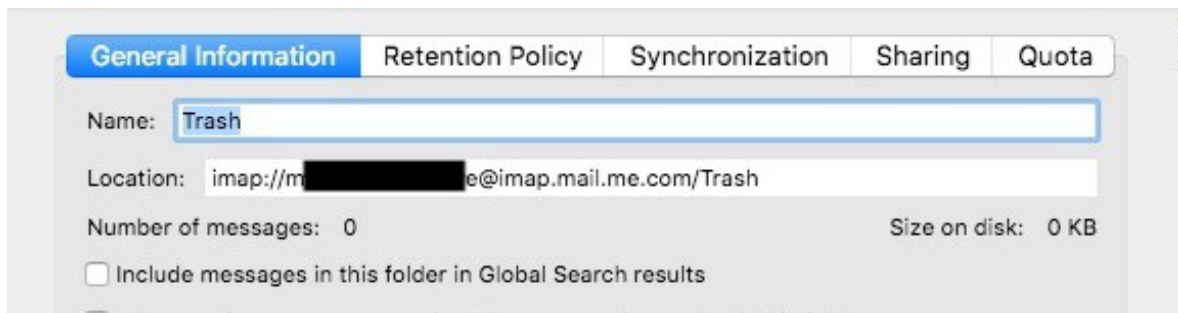 General Information Retention Policy Synchronization Sharing Quota
Name: Trash
Location: imap://m e@imap.mail.me.com/Trash
Number of messages: 0 Size on disk: 0 KB
Include messages in this folder in Global Search results